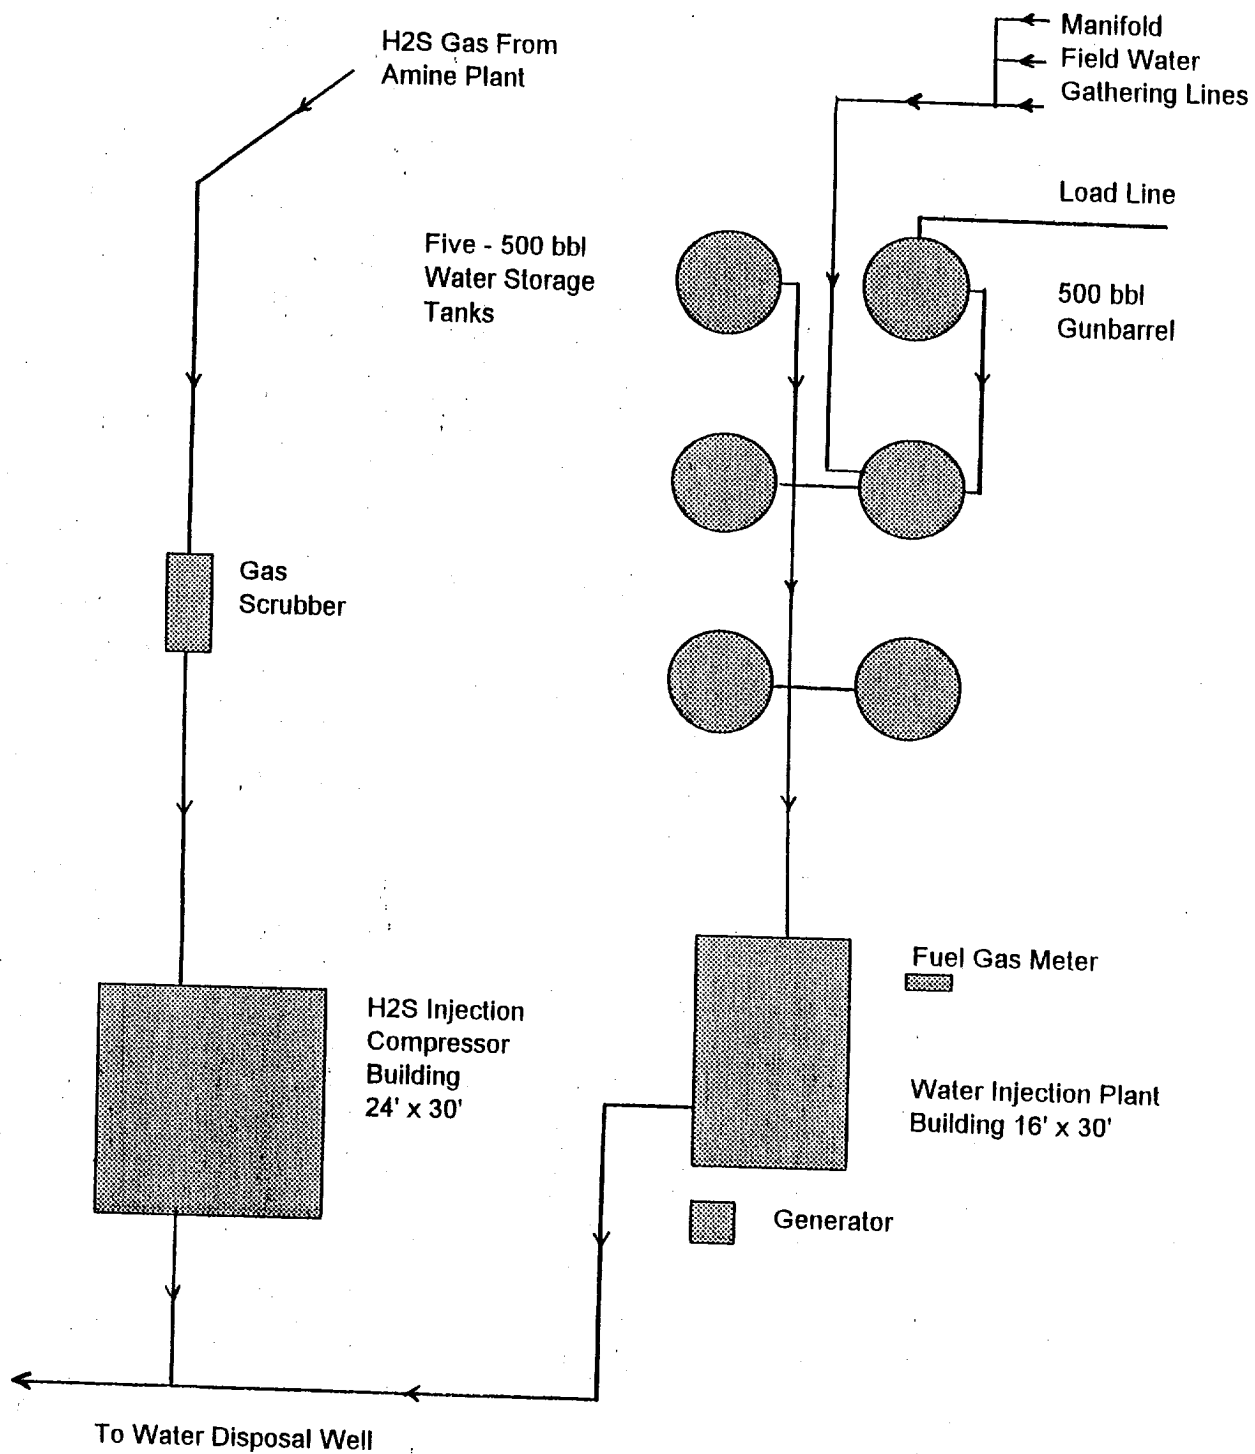 H2S Gas From
Amine Plant
Manifold
Field Water
Gathering Lines
Load Line
Five - 500 bbl
Water Storage
Tanks
500 bbl
Gunbarrel
Gas
Scrubber
Fuel Gas Meter
H2S Injection
Compressor
Building
24' x 30'
Water Injection Plant
Building 16' x 30'
Generator
To Water Disposal Well